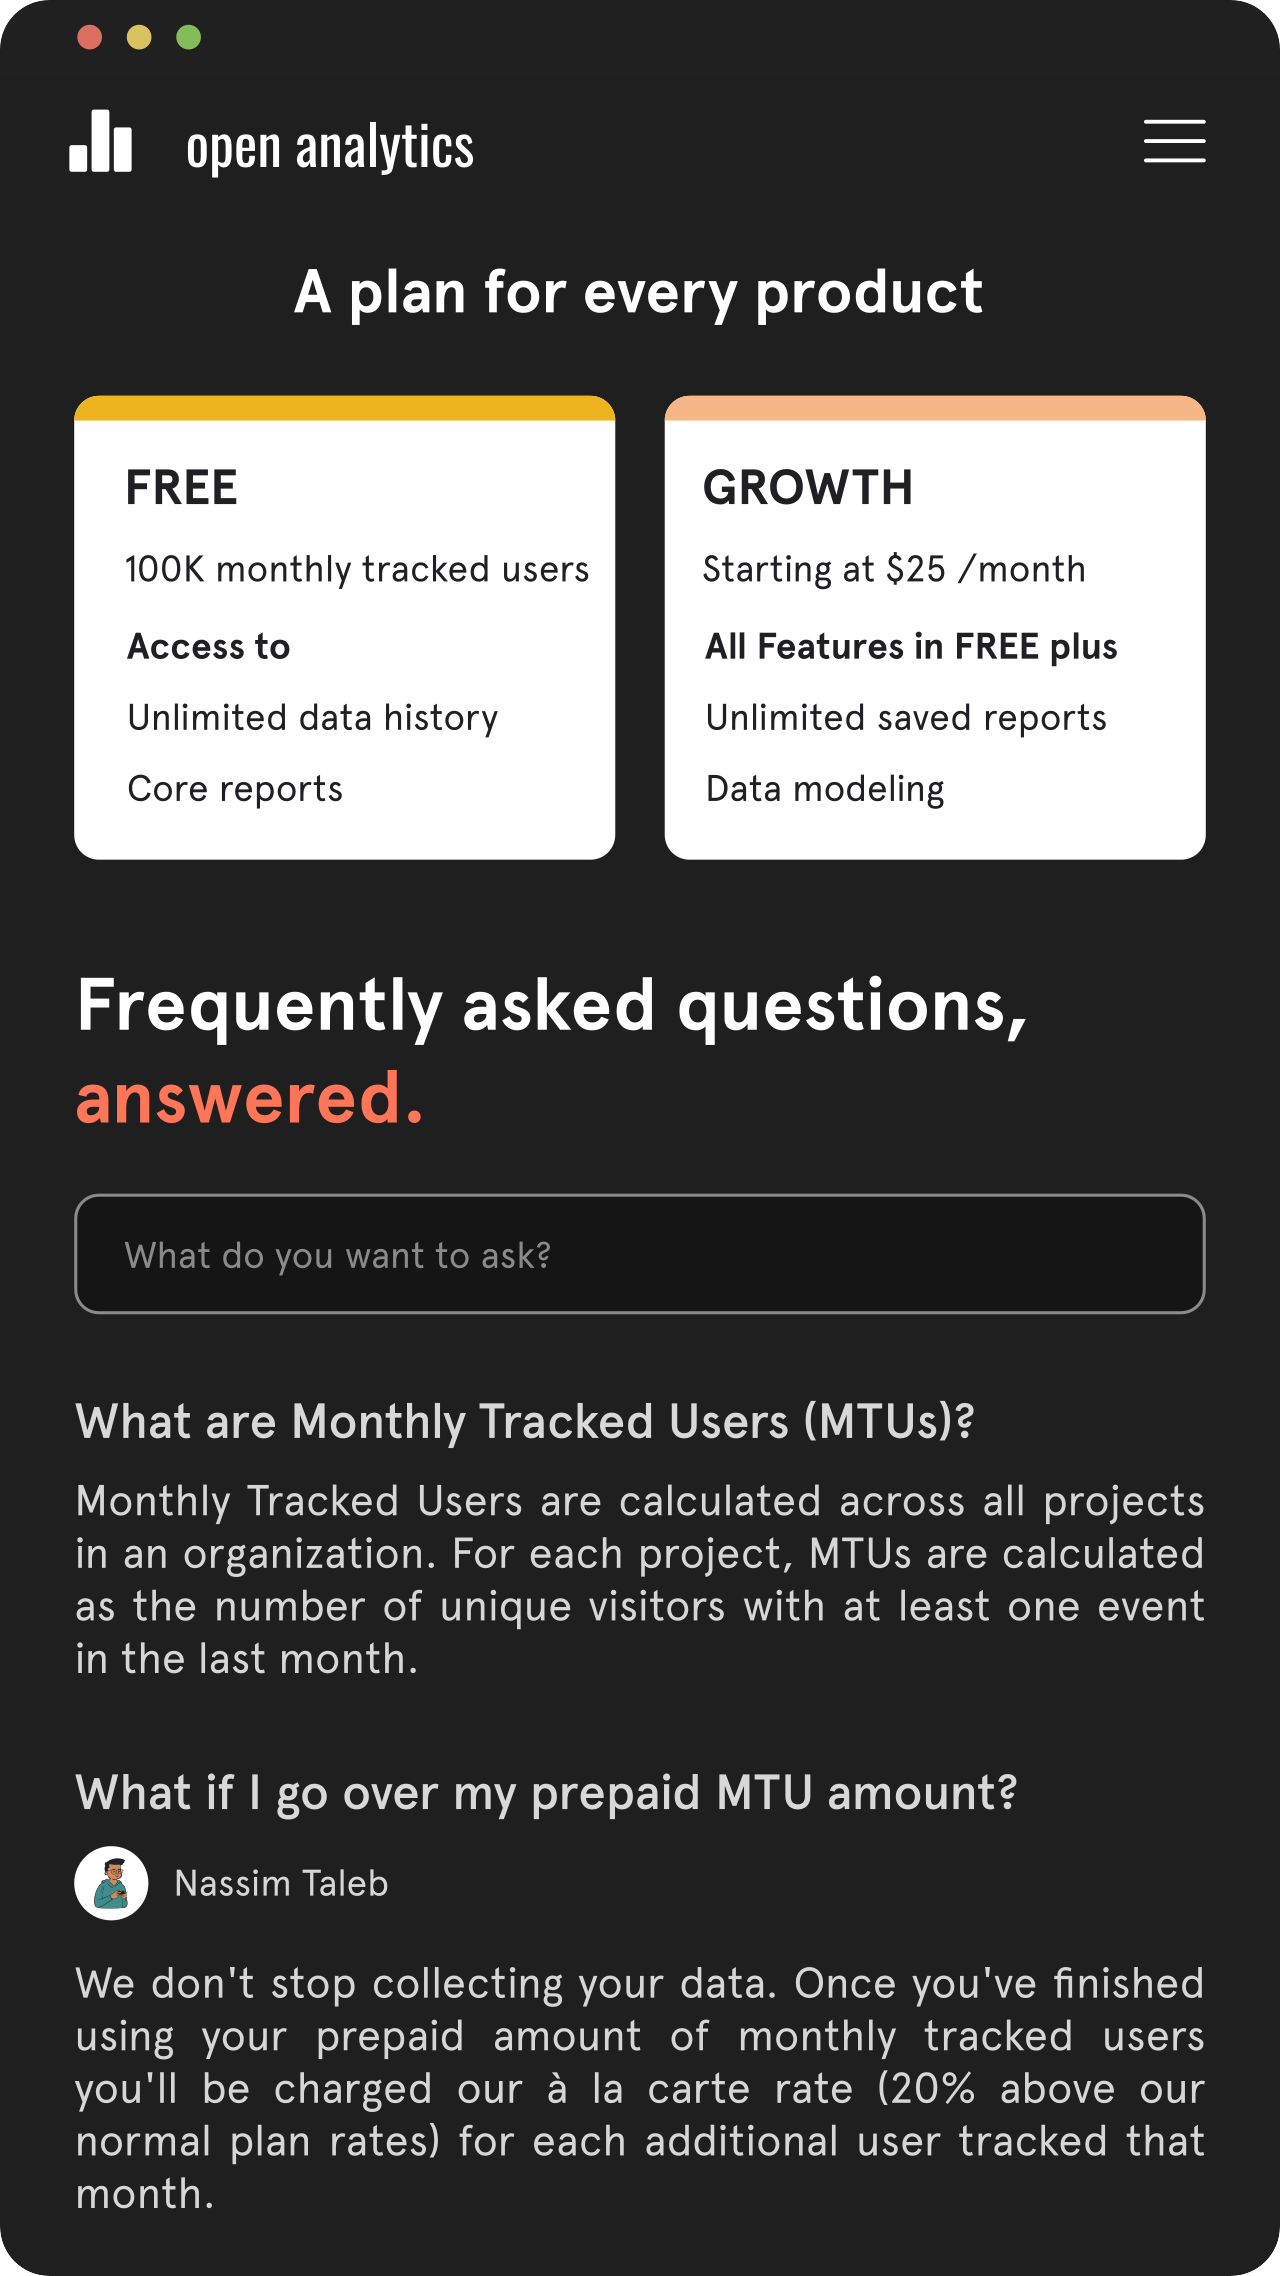 open analytics
A plan for every product
FREE
100K monthly tracked users
Access to
Unlimited data history
Core reports
GROWTH
Starting at $25 /month
All Features in FREE plus
Unlimited saved reports
Data modeling
Frequently asked questions,
answered.
What do you want to ask?
What are Monthly Tracked Users (MTUs)?
Monthly Tracked Users are calculated across all projects
in an organization. For each project, MTUs are calculated
as the number of unique visitors with at least one event
in the last month.
What if I go over my prepaid MTU amount?
Nassim Taleb
We don't stop collecting your data. Once you've finished
using your prepaid amount of monthly tracked users
you'll be charged our à la carte rate (20% above our
normal plan rates) for each additional user tracked that
month.